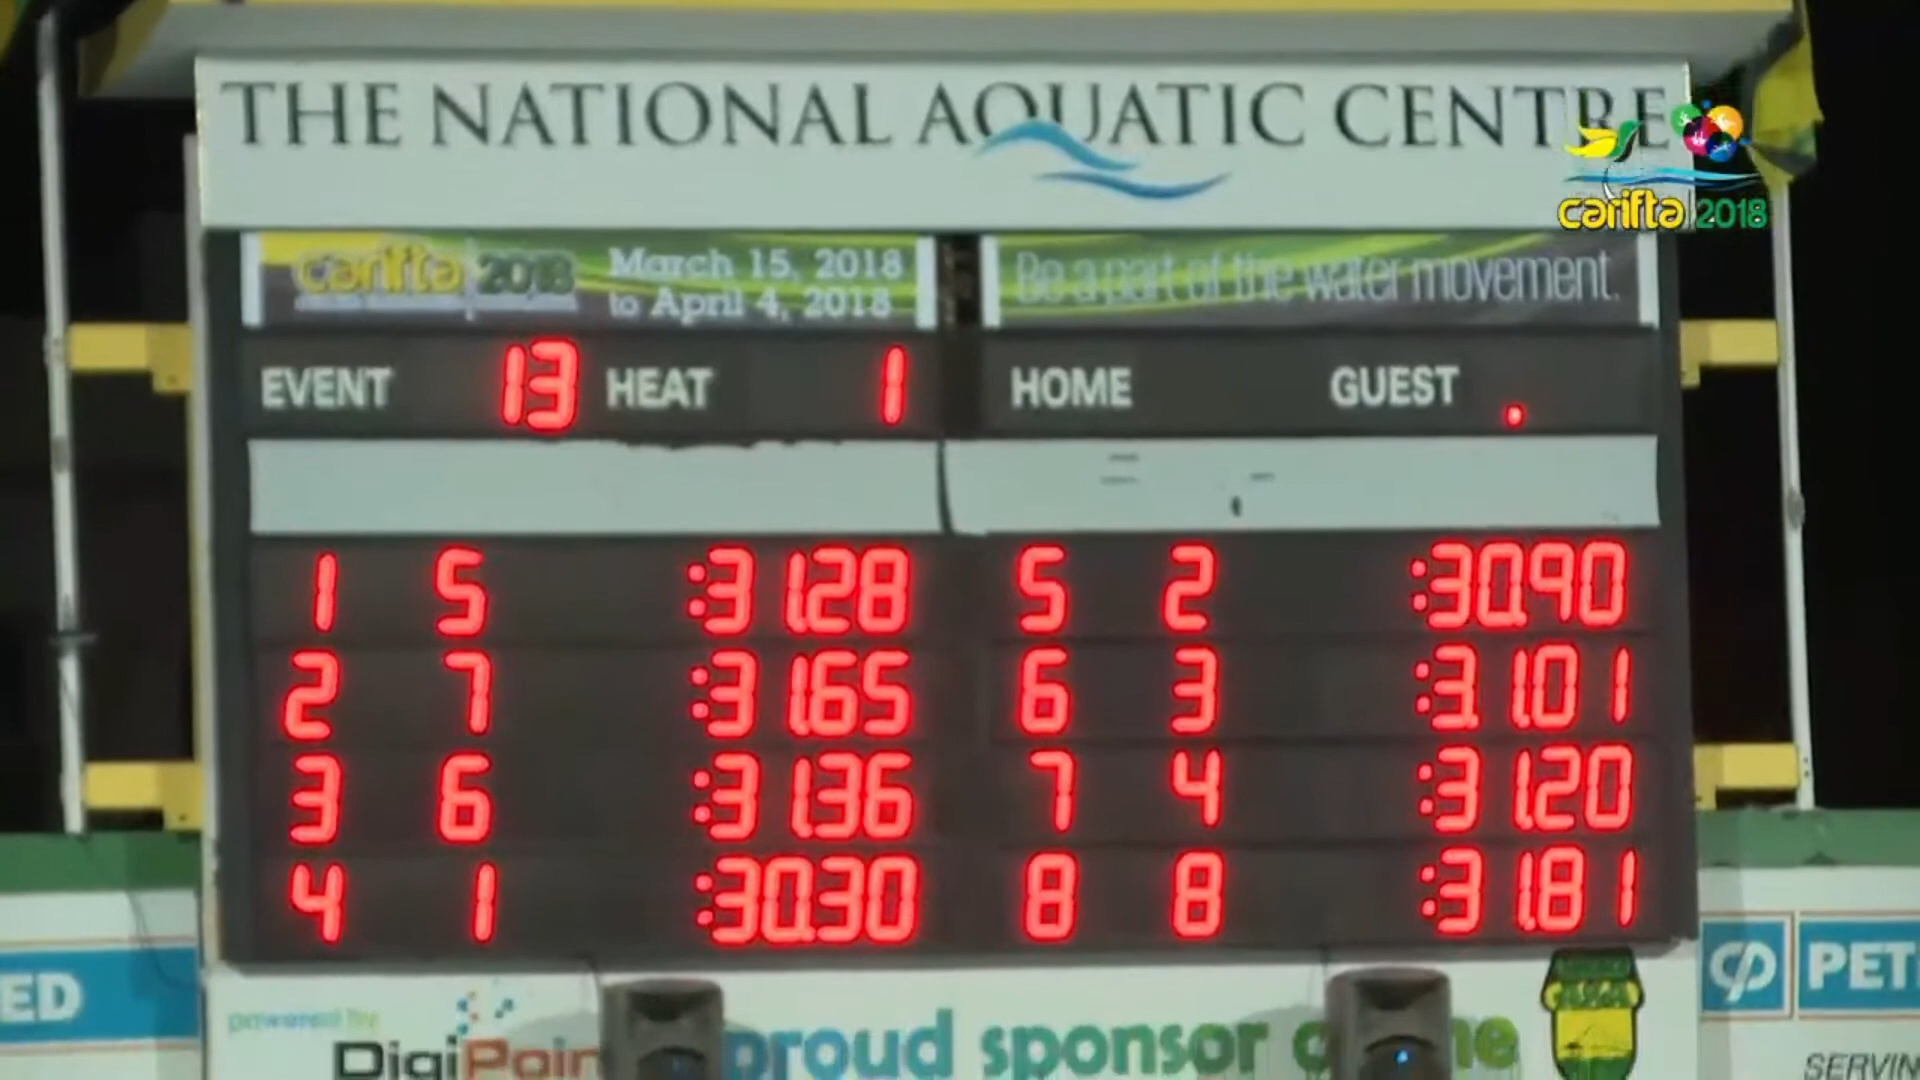 THE NATIONAL AQUATIC CENTRE
carifta 2018
carifta 2018
March 15, 2018
to April 4, 2018
Be a part of the water movement.
EVENT 13 HEAT 1 HOME GUEST .
1 5 :31.28 5 2 :30.90
2 7 :31.65 6 3 :31.01
3 6 :31.36 7 4 :31.20
4 1 :30.30 8 8 :31.81
ED
powered by
DigiPoin
proud sponsor
PET
SERVIN